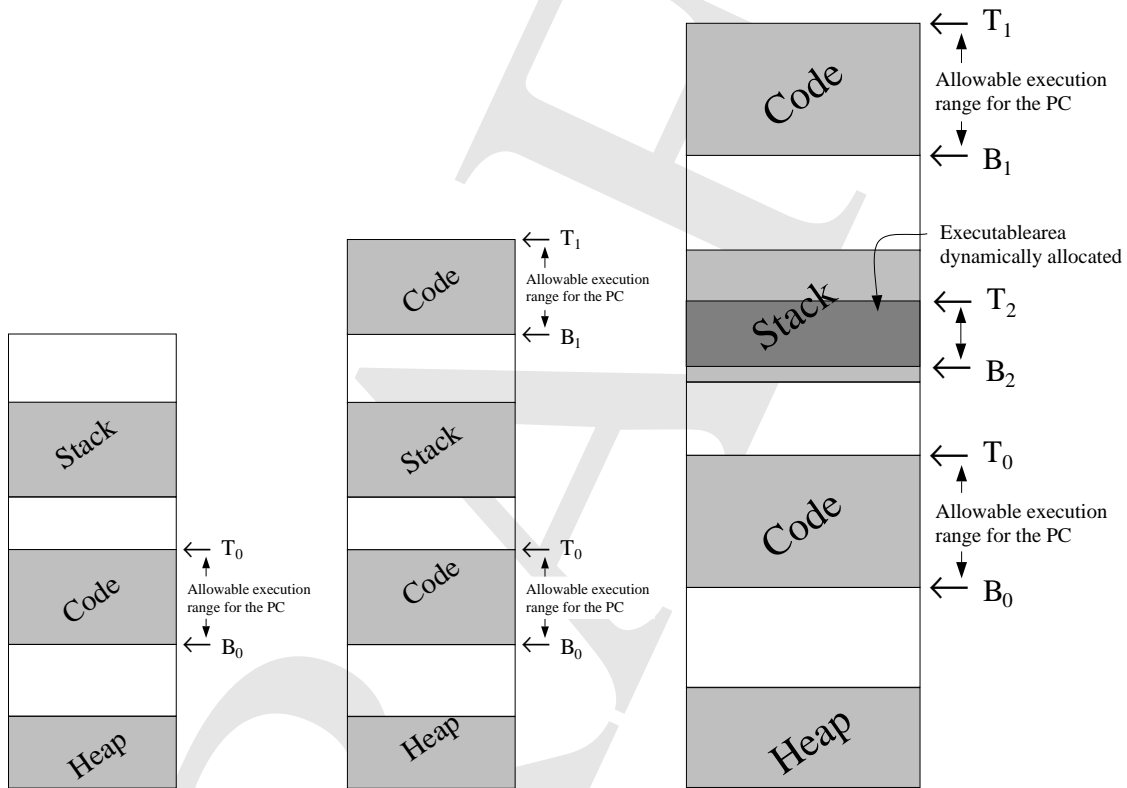 Stack
T0
Code
Allowable execution
range for the PC
B0
Heap
T1
Code
Allowable execution
range for the PC
B1
Stack
T0
Code
Allowable execution
range for the PC
B0
Heap
T1
Code
Allowable execution
range for the PC
B1
Executablearea
dynamically allocated
T2
Stack
B2
T0
Code
Allowable execution
range for the PC
B0
Heap